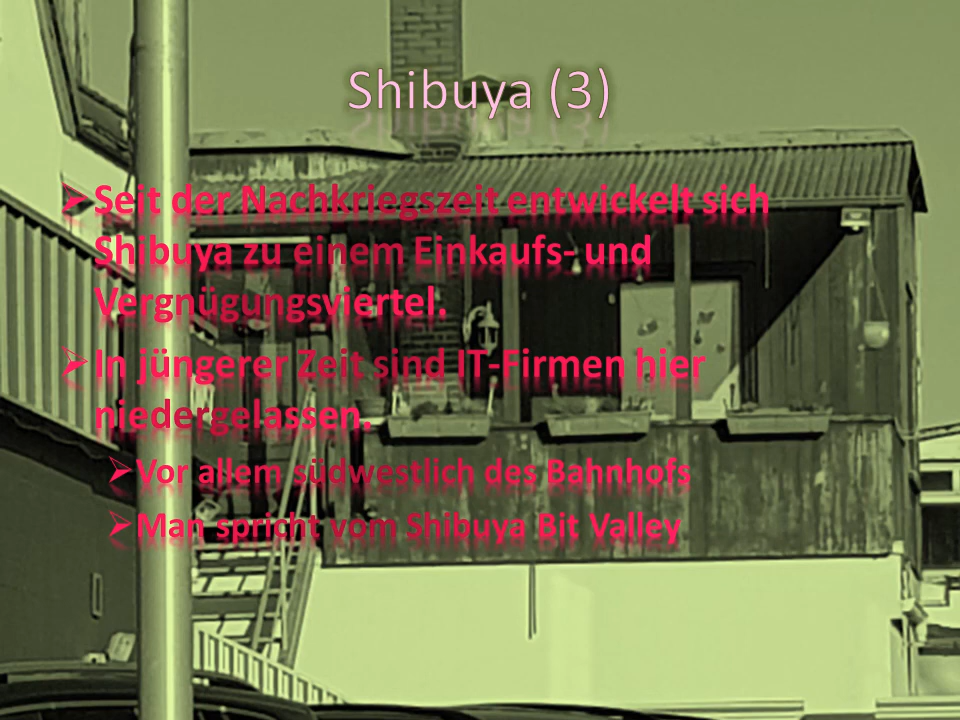 Shibuya (3)
➢Seit der Nachkriegszeit entwickelt sich
Shibuya zu einem Einkaufs- und
Vergnügungsviertel.
➢In jüngerer Zeit sind IT-Firmen hier
niedergelassen.
➢Vor allem südwestlich des Bahnhofs
➢Man spricht vom Shibuya Bit Valley